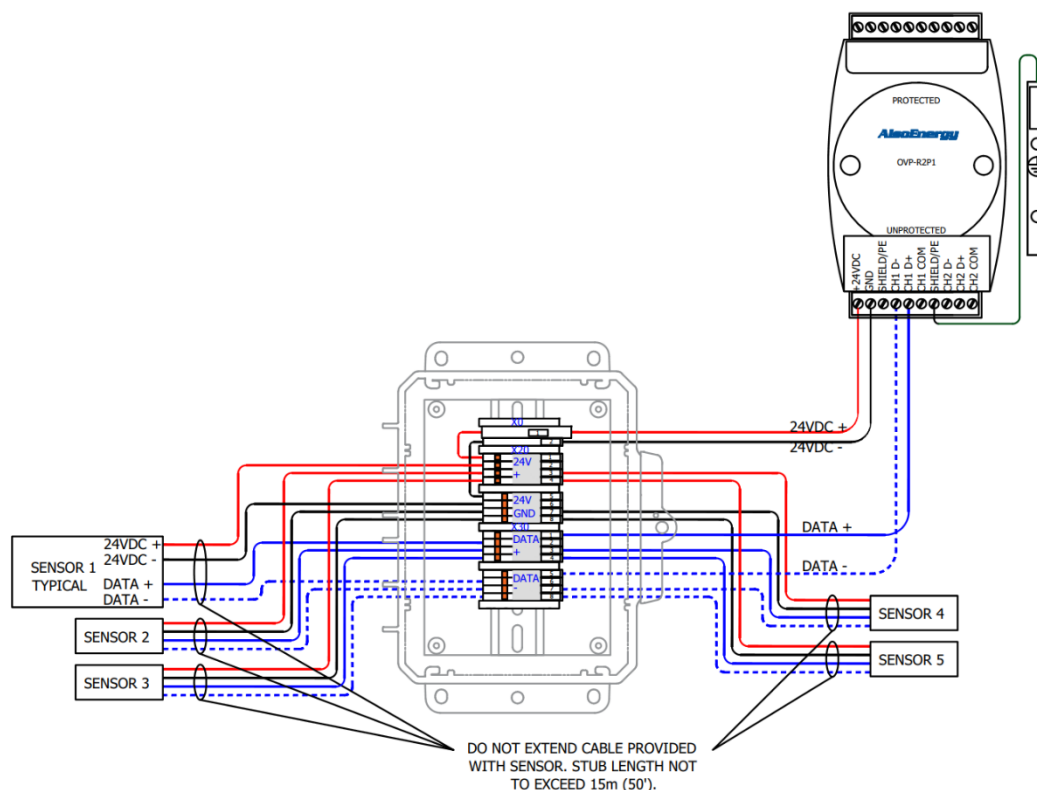 PROTECTED
AlsoEnergy
OVP-R2P1
UNPROTECTED
+24VDC
GND
SHIELD/PE
CH1 D-
CH1 D+
CH1 COM
SHIELD/PE
CH2 D-
CH2 D+
CH2 COM
X0
24VDC +
24VDC -
X20
24V
+
24V
GND
X30
DATA
+
DATA +
DATA
-
DATA -
SENSOR 1
TYPICAL
24VDC +
24VDC -
DATA +
DATA -
SENSOR 2
SENSOR 3
SENSOR 4
SENSOR 5
DO NOT EXTEND CABLE PROVIDED
WITH SENSOR. STUB LENGTH NOT
TO EXCEED 15m (50').